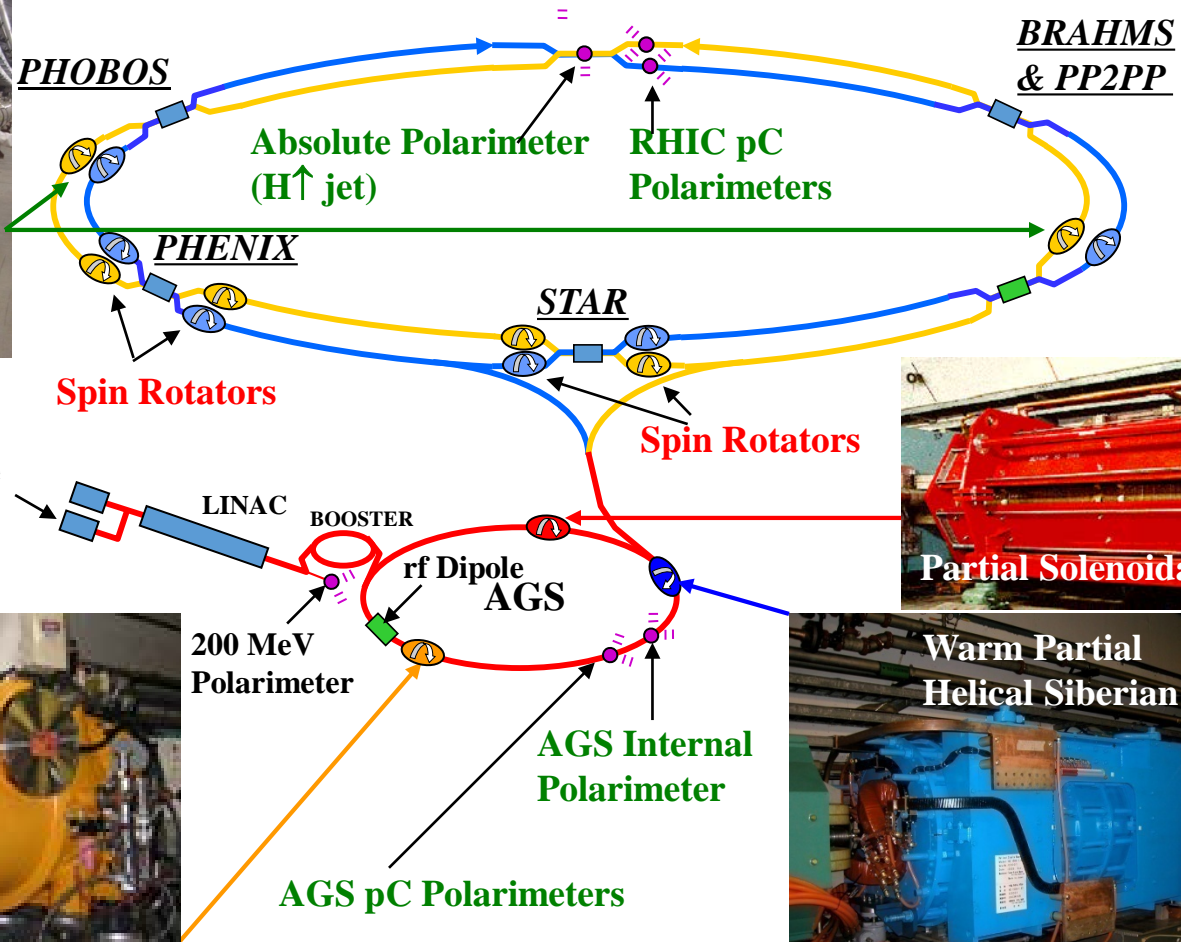 PHOBOS
BRAHMS
& PP2PP
Absolute Polarimeter
(H↑ jet)
RHIC pC
Polarimeters
PHENIX
STAR
Spin Rotators
Spin Rotators
LINAC
BOOSTER
rf Dipole
AGS
Partial Solenoida
200 MeV
Polarimeter
Warm Partial
Helical Siberian
AGS Internal
Polarimeter
AGS pC Polarimeters